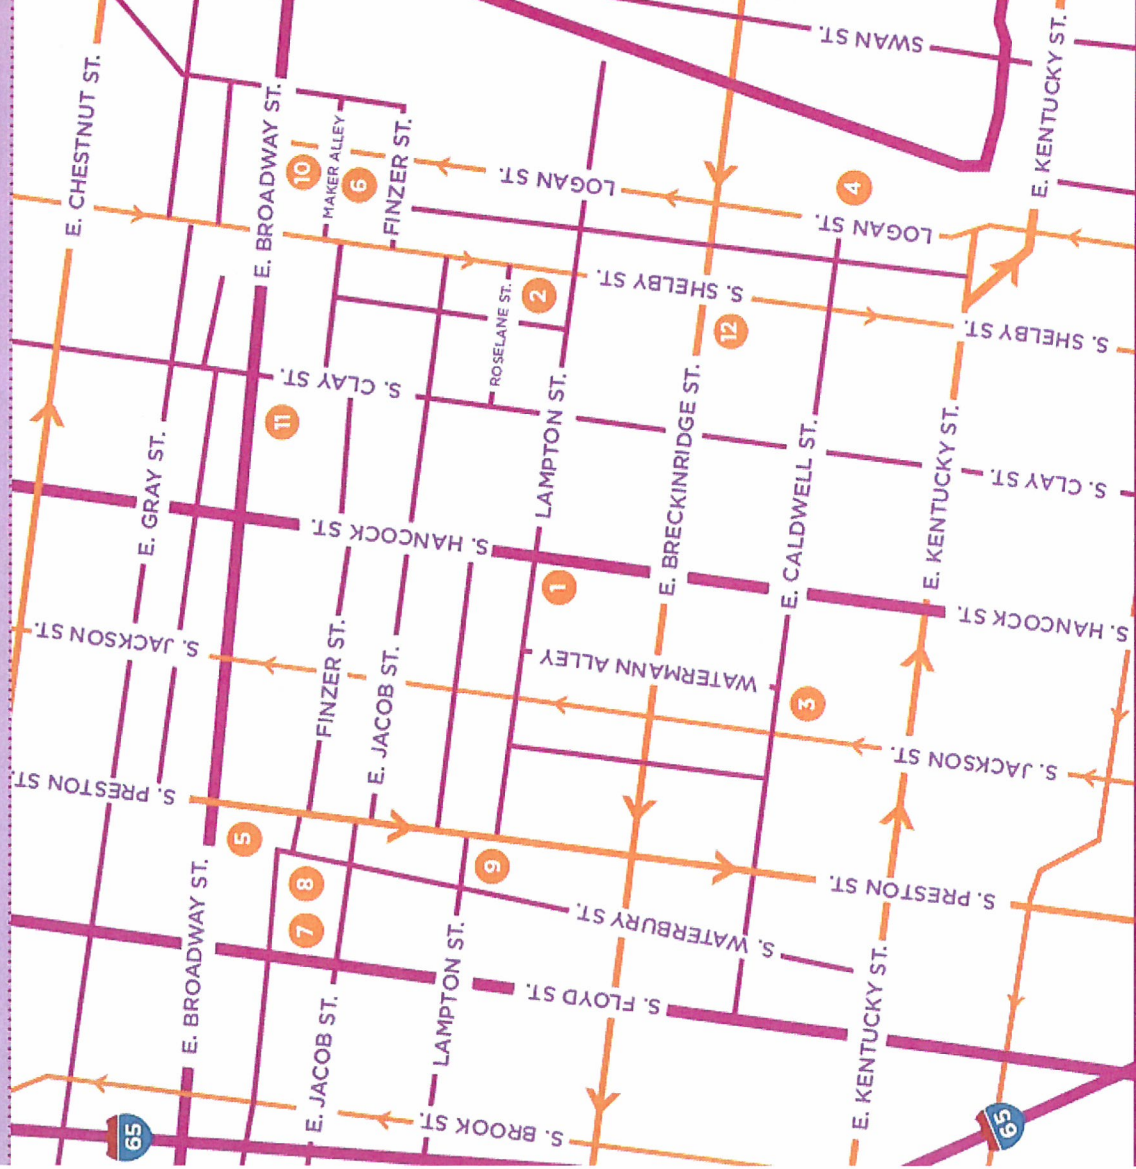 E. CHESTNUT ST.
SWAN ST.
E. KENTUCKY ST.
E. BROADWAY ST.
10
MAKER ALLEY
6
FINZER ST.
LOGAN ST.
4
E. KENTUCKY ST.
LOGAN ST.
2
S. SHELBY ST.
12
S. SHELBY ST.
ROSELANE ST.
S. CLAY ST.
11
LAMPTON ST.
E. BRECKINRIDGE ST.
E. CALDWELL ST.
E. KENTUCKY ST.
S. CLAY ST.
E. GRAY ST.
S. HANCOCK ST.
1
S. HANCOCK ST.
S. JACKSON ST.
FINZER ST.
E. JACOB ST.
WATERMANN ALLEY
3
S. JACKSON ST.
S. PRESTON ST.
5
8
7
9
S. PRESTON ST.
E. BROADWAY ST.
S. WATERBURY ST.
LAMPTON ST.
S. FLOYD ST.
E. JACOB ST.
E. KENTUCKY ST.
S. BROOK ST.
65
65